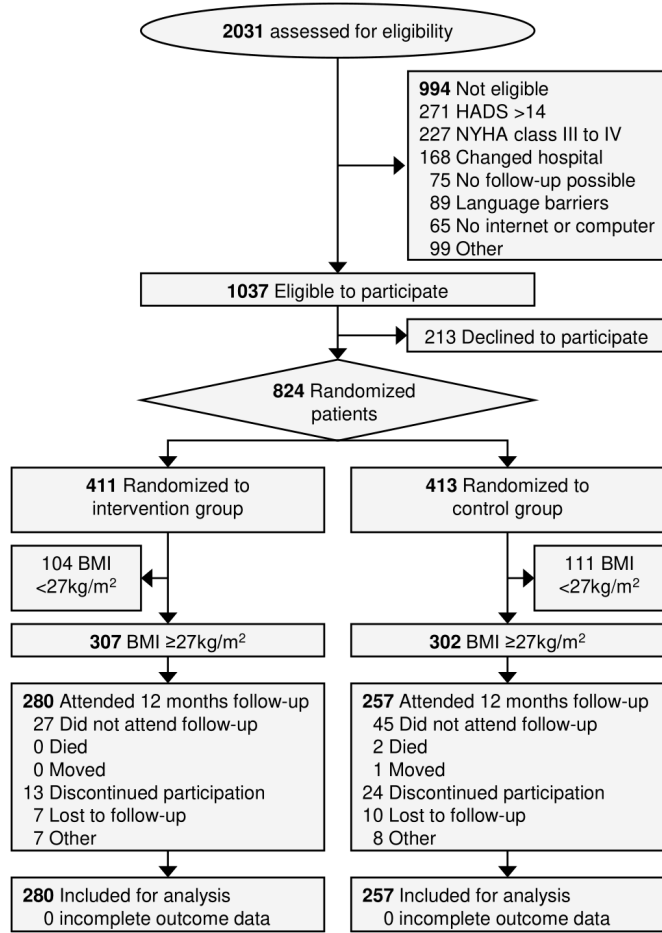 2031 assessed for eligibility
994 Not eligible
271 HADS >14
227 NYHA class III to IV
168 Changed hospital
75 No follow-up possible
89 Language barriers
65 No internet or computer
99 Other
1037 Eligible to participate
213 Declined to participate
824 Randomized
patients
411 Randomized to
intervention group
413 Randomized to
control group
104 BMI
<27kg/m²
111 BMI
<27kg/m²
307 BMI ≥27kg/m²
302 BMI ≥27kg/m²
280 Attended 12 months follow-up
27 Did not attend follow-up
0 Died
0 Moved
13 Discontinued participation
7 Lost to follow-up
7 Other
257 Attended 12 months follow-up
45 Did not attend follow-up
2 Died
1 Moved
24 Discontinued participation
10 Lost to follow-up
8 Other
280 Included for analysis
0 incomplete outcome data
257 Included for analysis
0 incomplete outcome data